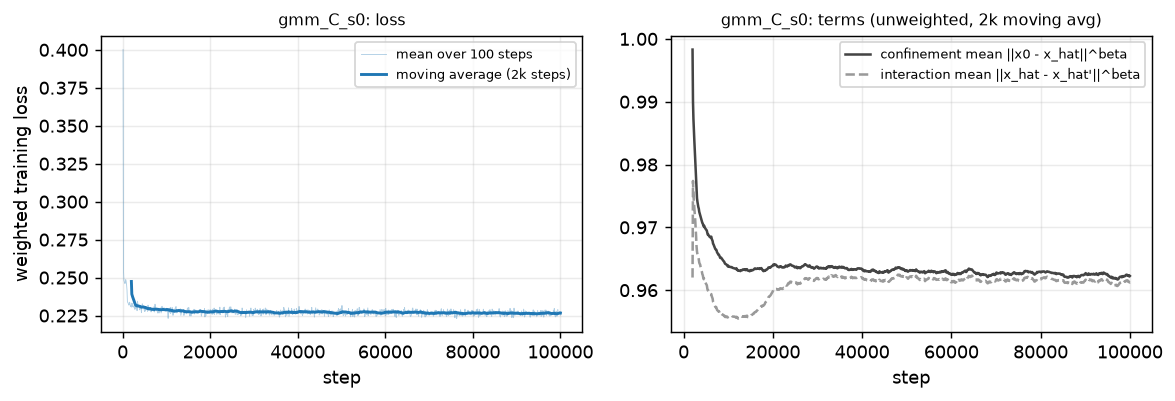 gmm_C_s0: loss
mean over 100 steps
moving average (2k steps)
0.400
0.375
0.350
0.325
0.300
0.275
0.250
0.225
weighted training loss
0
20000
40000
60000
80000
100000
step
gmm_C_s0: terms (unweighted, 2k moving avg)
confinement mean ||x0 - x_hat||^beta
interaction mean ||x_hat - x_hat'||^beta
1.00
0.99
0.98
0.97
0.96
0
20000
40000
60000
80000
100000
step